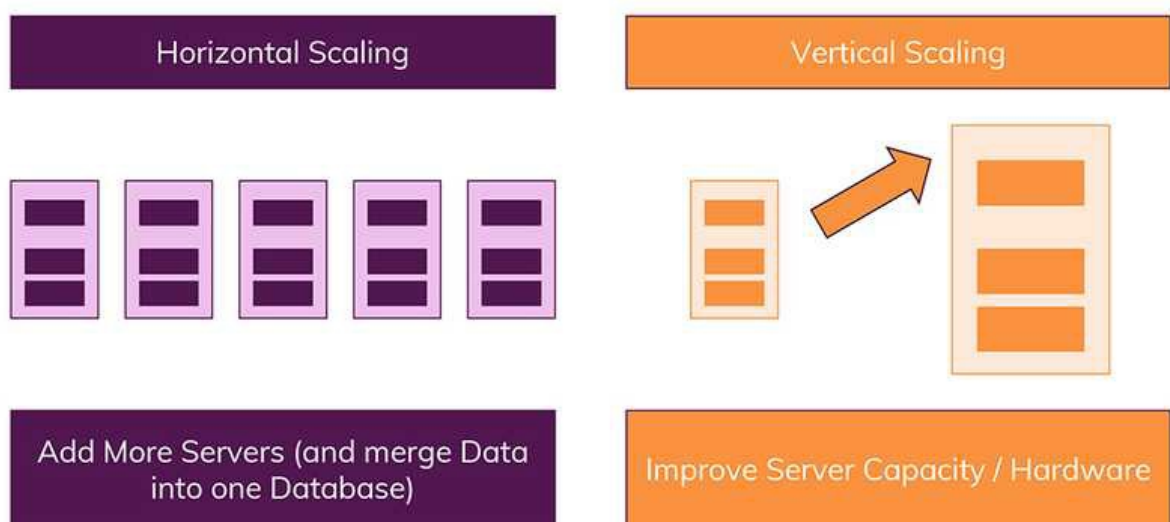 Horizontal Scaling
Vertical Scaling
Add More Servers (and merge Data
into one Database)
Improve Server Capacity / Hardware